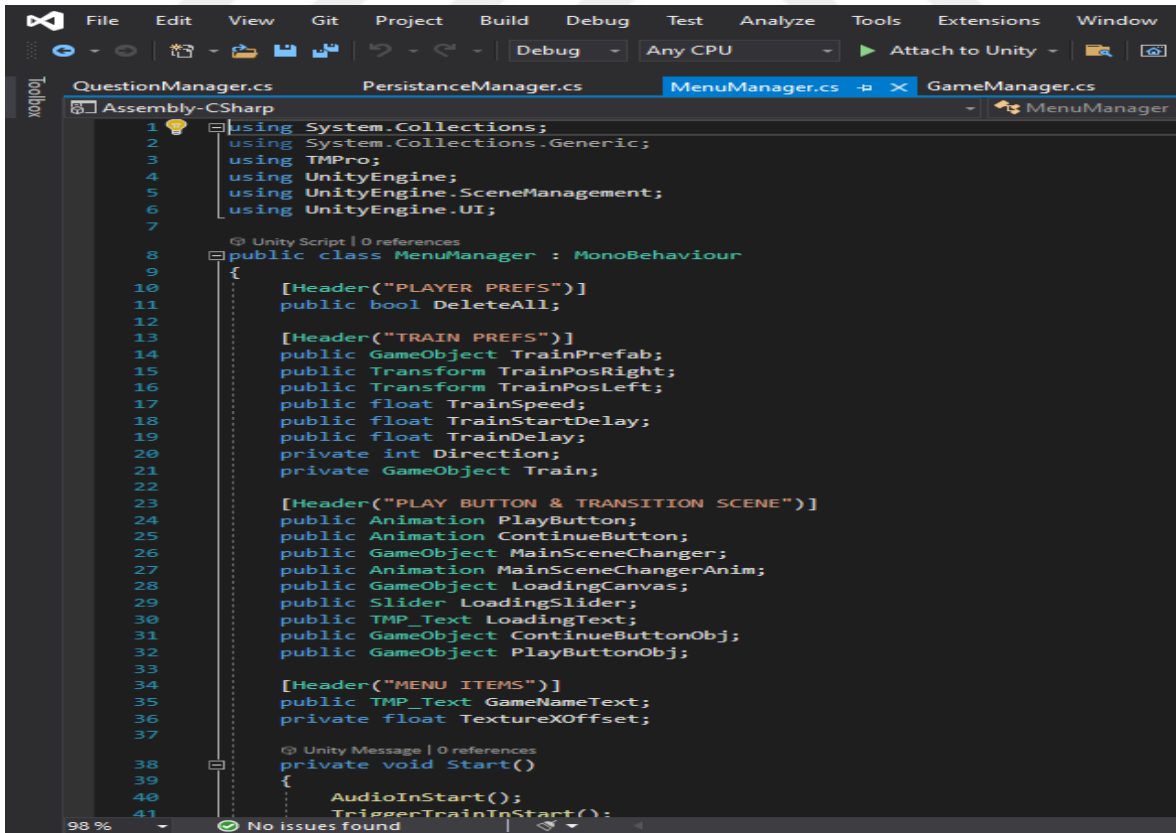 File Edit View Git Project Build Debug Test Analyze Tools Extensions Window
Debug Any CPU Attach to Unity
Toolbox
QuestionManager.cs PersistanceManager.cs MenuManager.cs GameManager.cs
Assembly-CSharp MenuManager
1 using System.Collections;
2 using System.Collections.Generic;
3 using TMPro;
4 using UnityEngine;
5 using UnityEngine.SceneManagement;
6 using UnityEngine.UI;
7
Unity Script | 0 references
8 public class MenuManager : MonoBehaviour
9 {
10 [Header("PLAYER PREFS")]
11 public bool DeleteAll;
12
13 [Header("TRAIN PREFS")]
14 public GameObject TrainPrefab;
15 public Transform TrainPosRight;
16 public Transform TrainPosLeft;
17 public float TrainSpeed;
18 public float TrainStartDelay;
19 public float TrainDelay;
20 private int Direction;
21 private GameObject Train;
22
23 [Header("PLAY BUTTON & TRANSITION SCENE")]
24 public Animation PlayButton;
25 public Animation ContinueButton;
26 public GameObject MainSceneChanger;
27 public Animation MainSceneChangerAnim;
28 public GameObject LoadingCanvas;
29 public Slider LoadingSlider;
30 public TMP_Text LoadingText;
31 public GameObject ContinueButtonObj;
32 public GameObject PlayButtonObj;
33
34 [Header("MENU ITEMS")]
35 public TMP_Text GameNameText;
36 private float TextureXOffset;
37
Unity Message | 0 references
38 private void Start()
39 {
40 AudioInStart();
41 TriggerTrainInStart();
98 % No issues found